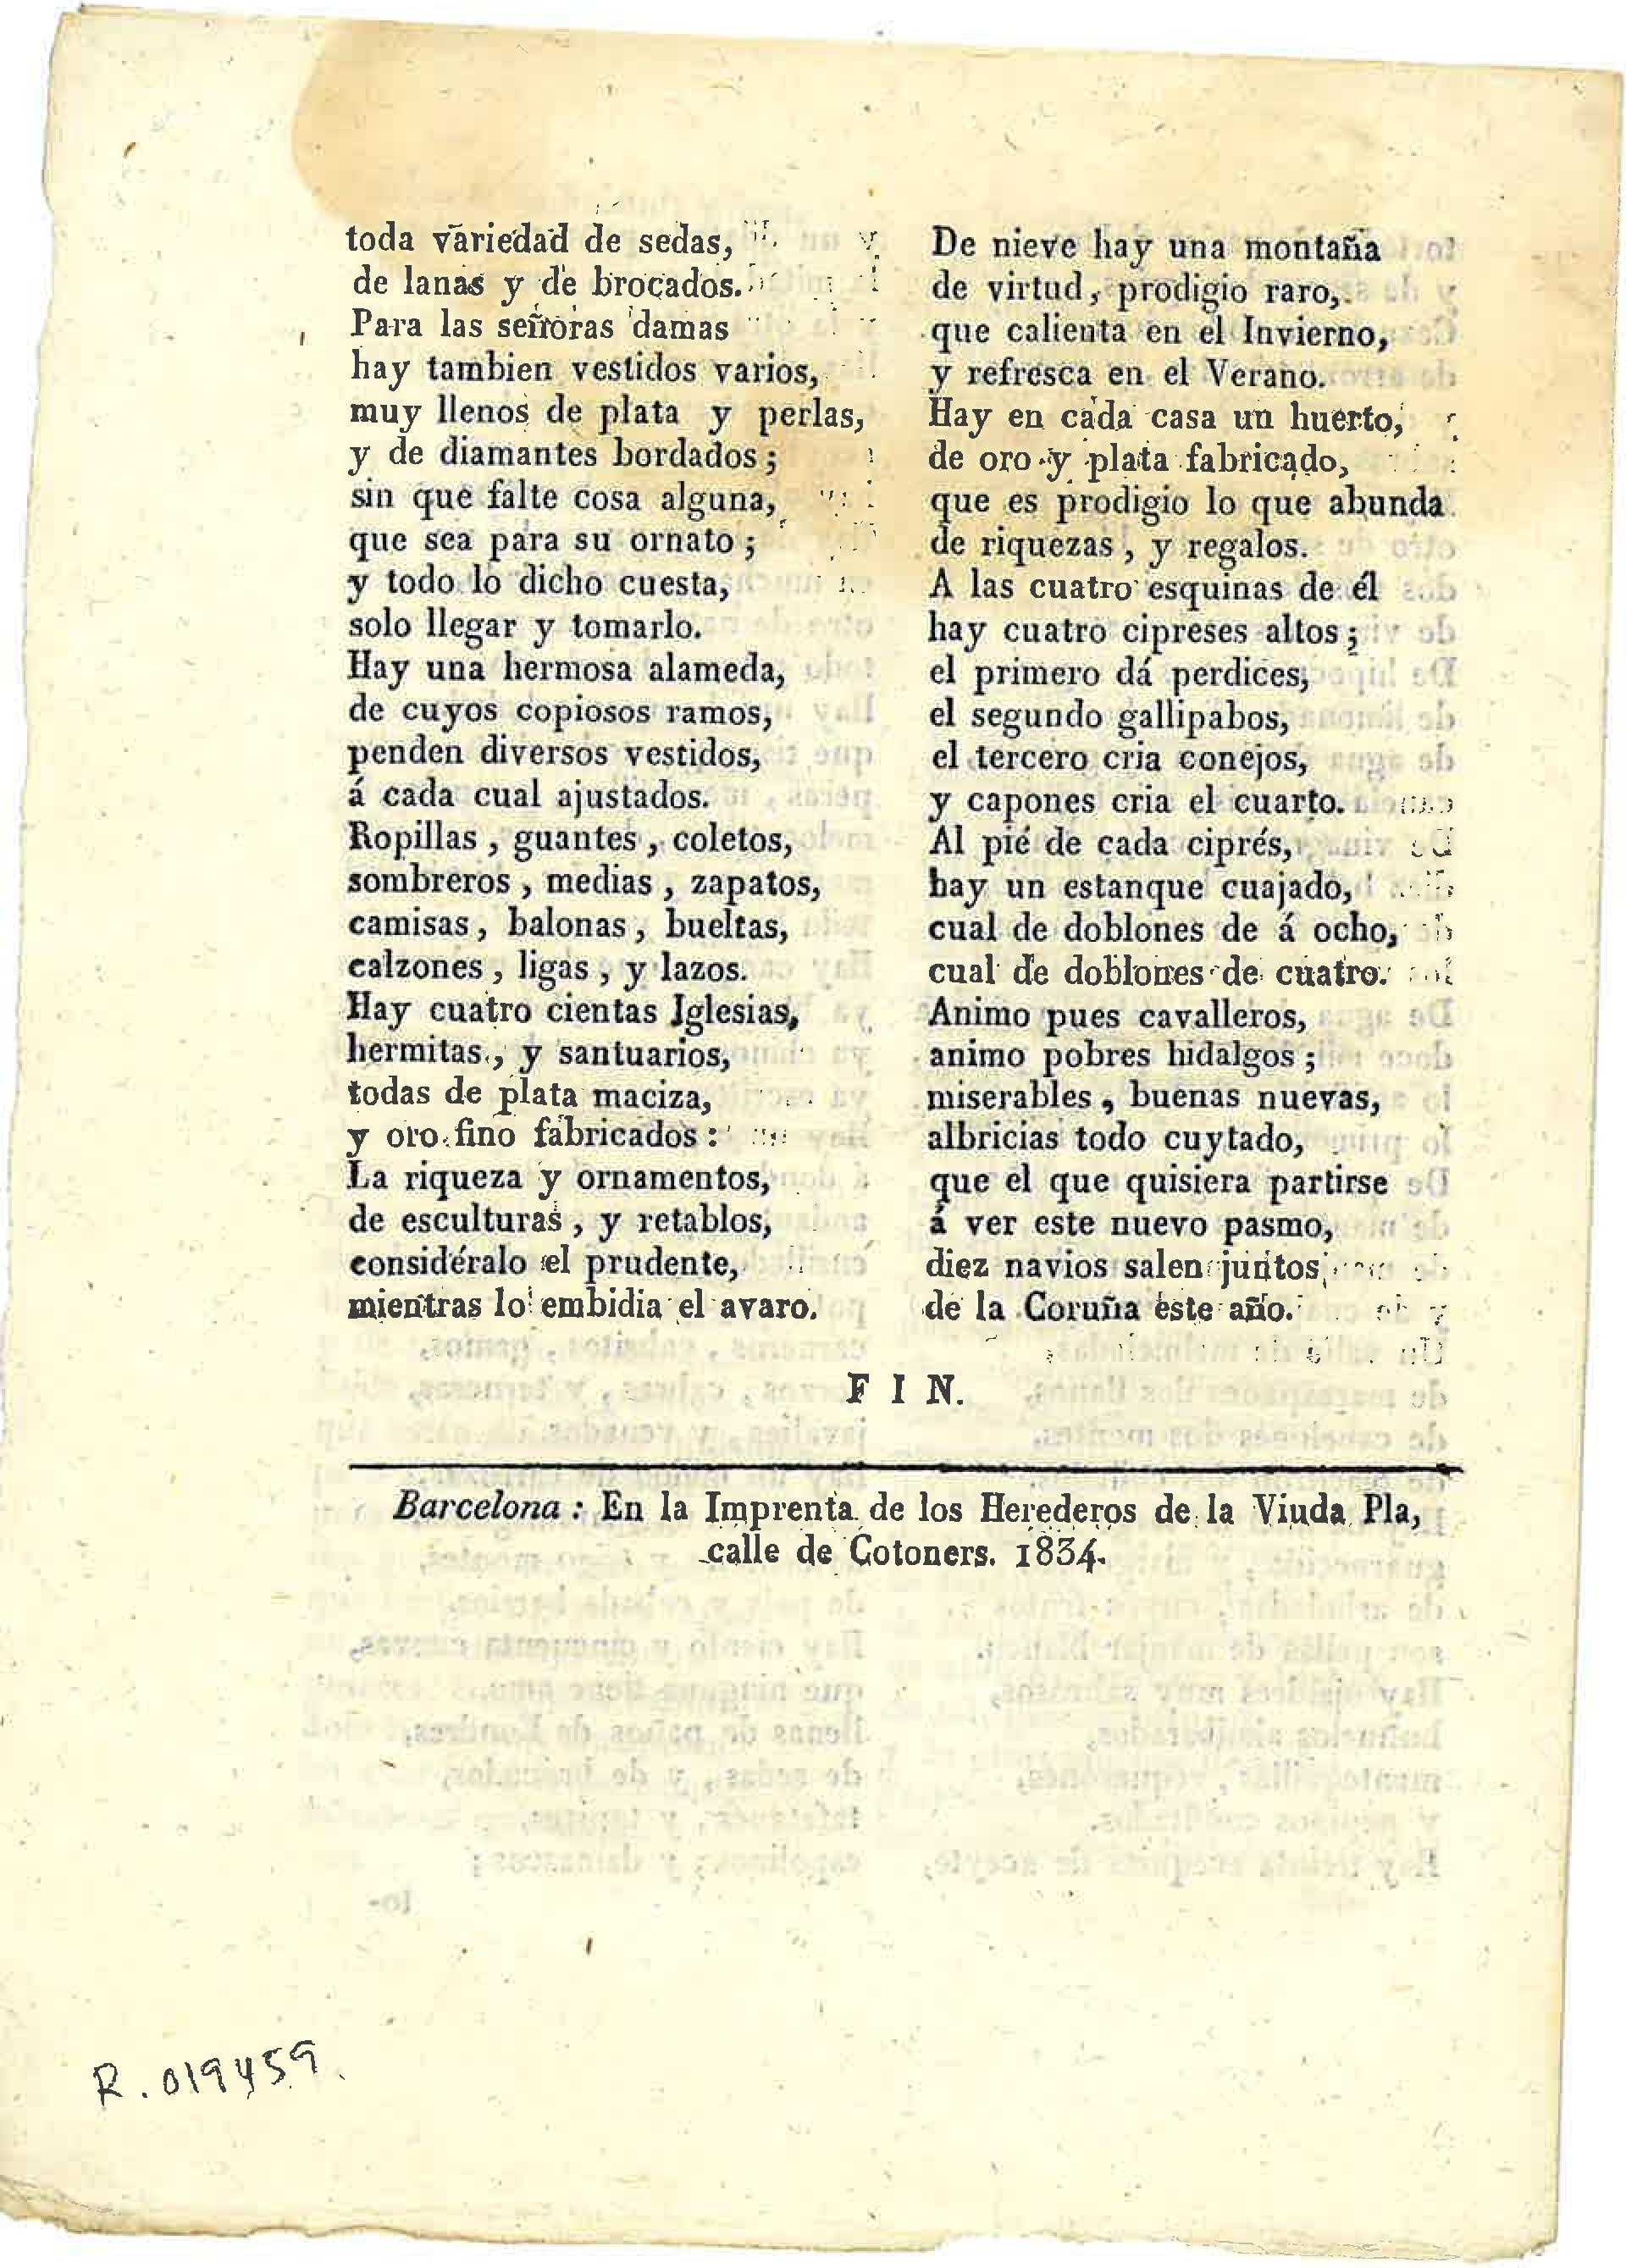 toda variedad de sedas,
de lanas y de brocados.
Para las señoras damas
hay tambien vestidos varios,
muy llenos de plata y perlas,
y de diamantes bordados;
sin que falte cosa alguna,
que sea para su ornato;
y todo lo dicho cuesta,
solo llegar y tomarlo.
Hay una hermosa alameda,
de cuyos copiosos ramos,
penden diversos vestidos,
á cada cual ajustados.
Ropillas, guantes, coletos,
sombreros, medias, zapatos,
camisas, balonas, bueltas,
calzones, ligas, y lazos.
Hay cuatro cientas Iglesias,
hermitas, y santuarios,
todas de plata maciza,
y oro fino fabricados:
La riqueza y ornamentos,
de esculturas, y retablos,
considéralo el prudente,
mientras lo embidia el avaro.
De nieve hay una montaña
de virtud, prodigio raro,
que calienta en el Invierno,
y refresca en el Verano.
Hay en cada casa un huerto,
de oro y plata fabricado,
que es prodigio lo que abunda
de riquezas, y regalos.
A las cuatro esquinas de él
hay cuatro cipreses altos;
el primero dá perdices,
el segundo gallipabos,
el tercero cria conejos,
y capones cria el cuarto.
Al pié de cada ciprés,
hay un estanque cuajado,
cual de doblones de á ocho,
cual de doblones de cuatro.
Animo pues cavalleros,
animo pobres hidalgos;
miserables, buenas nuevas,
albricias todo cuytado,
que el que quisiera partirse
á ver este nuevo pasmo,
diez navios salen juntos
de la Coruña este año.
FIN.
Barcelona: En la Imprenta de los Herederos de la Viuda Pla,
calle de Cotoners. 1834.
R. 019459